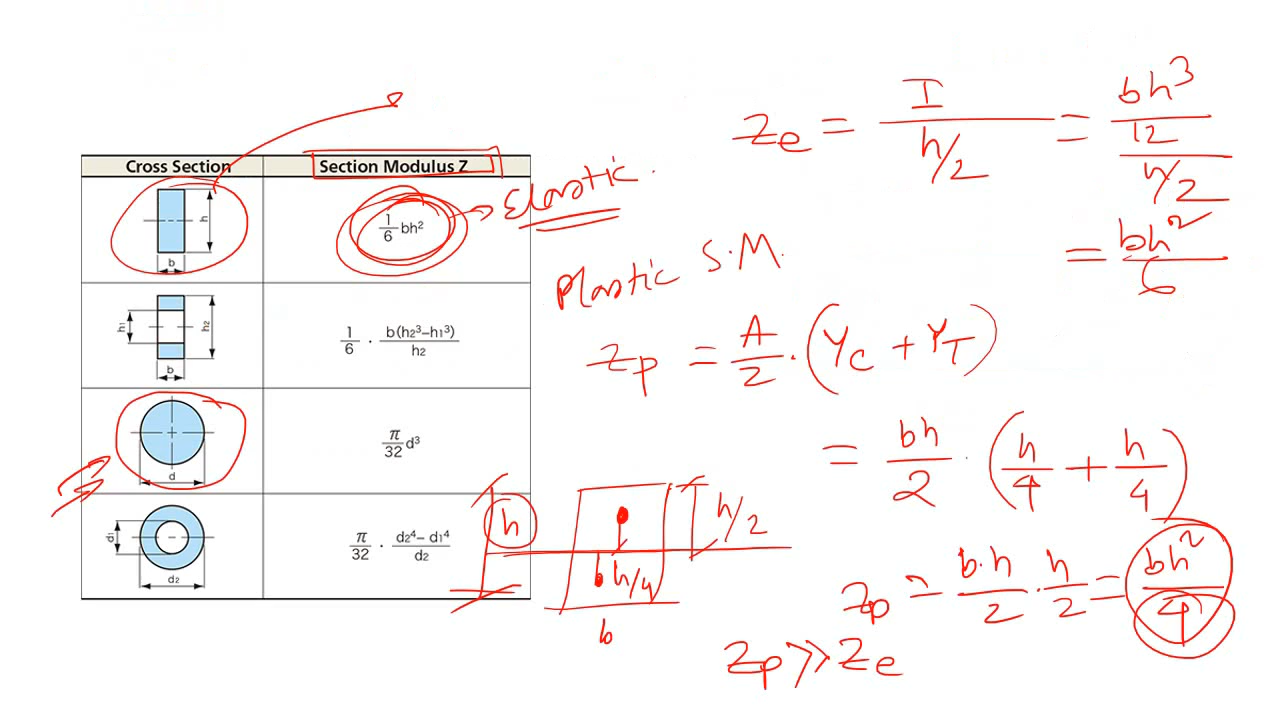 Cross Section Section Modulus Z
h
b
1/6 bh²
Elastic.
h₁ h₂
b
1/6 · b(h₂³−h₁³)/h₂
d
π/32 d³
d₁
d₂
π/32 · d₂⁴−d₁⁴/d₂
Ze = I / h/2 = bh³/12 / h/2
= bh²/6
Plastic S.M.
Zp = A/2 · (Yc + YT)
= bh/2 · (h/4 + h/4)
Zp = b·h/2 · h/2 = bh²/4
Zp >> Ze
h
h/2
h/4
b